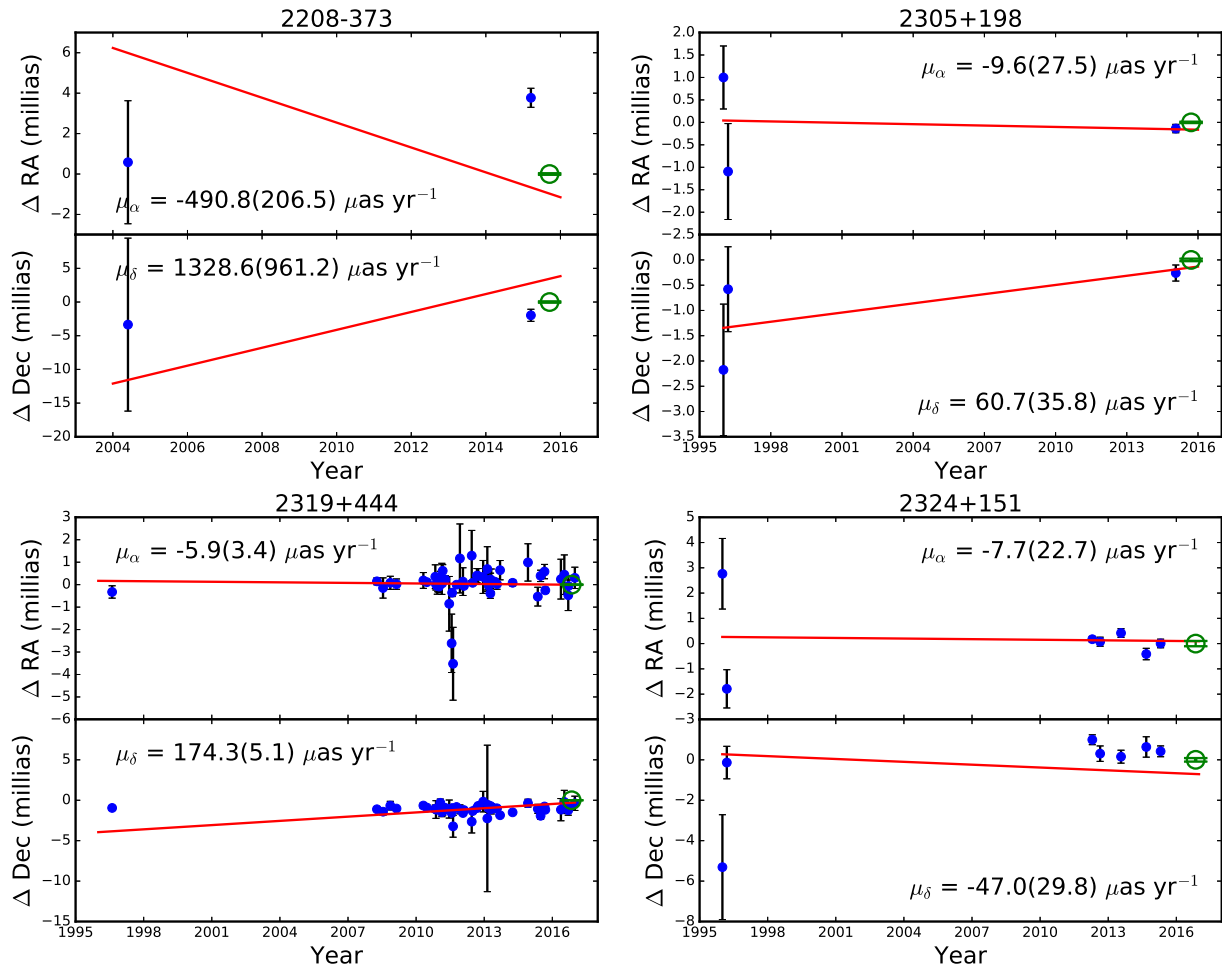 2208-373
Δ RA (millias)
6
4
2
0
−2
μα = -490.8(206.5) μas yr−1
Δ Dec (millias)
5
0
−5
−10
−15
−20
μδ = 1328.6(961.2) μas yr−1
2004 2006 2008 2010 2012 2014 2016
Year
2305+198
Δ RA (millias)
2.0
1.5
1.0
0.5
0.0
−0.5
−1.0
−1.5
−2.0
−2.5
μα = -9.6(27.5) μas yr−1
Δ Dec (millias)
0.0
−0.5
−1.0
−1.5
−2.0
−2.5
−3.0
−3.5
μδ = 60.7(35.8) μas yr−1
1995 1998 2001 2004 2007 2010 2013 2016
Year
2319+444
Δ RA (millias)
3
2
1
0
−1
−2
−3
−4
−5
−6
μα = -5.9(3.4) μas yr−1
Δ Dec (millias)
5
0
−5
−10
−15
μδ = 174.3(5.1) μas yr−1
1995 1998 2001 2004 2007 2010 2013 2016
Year
2324+151
Δ RA (millias)
5
4
3
2
1
0
−1
−2
−3
μα = -7.7(22.7) μas yr−1
Δ Dec (millias)
0
−2
−4
−6
−8
μδ = -47.0(29.8) μas yr−1
1995 1998 2001 2004 2007 2010 2013 2016
Year